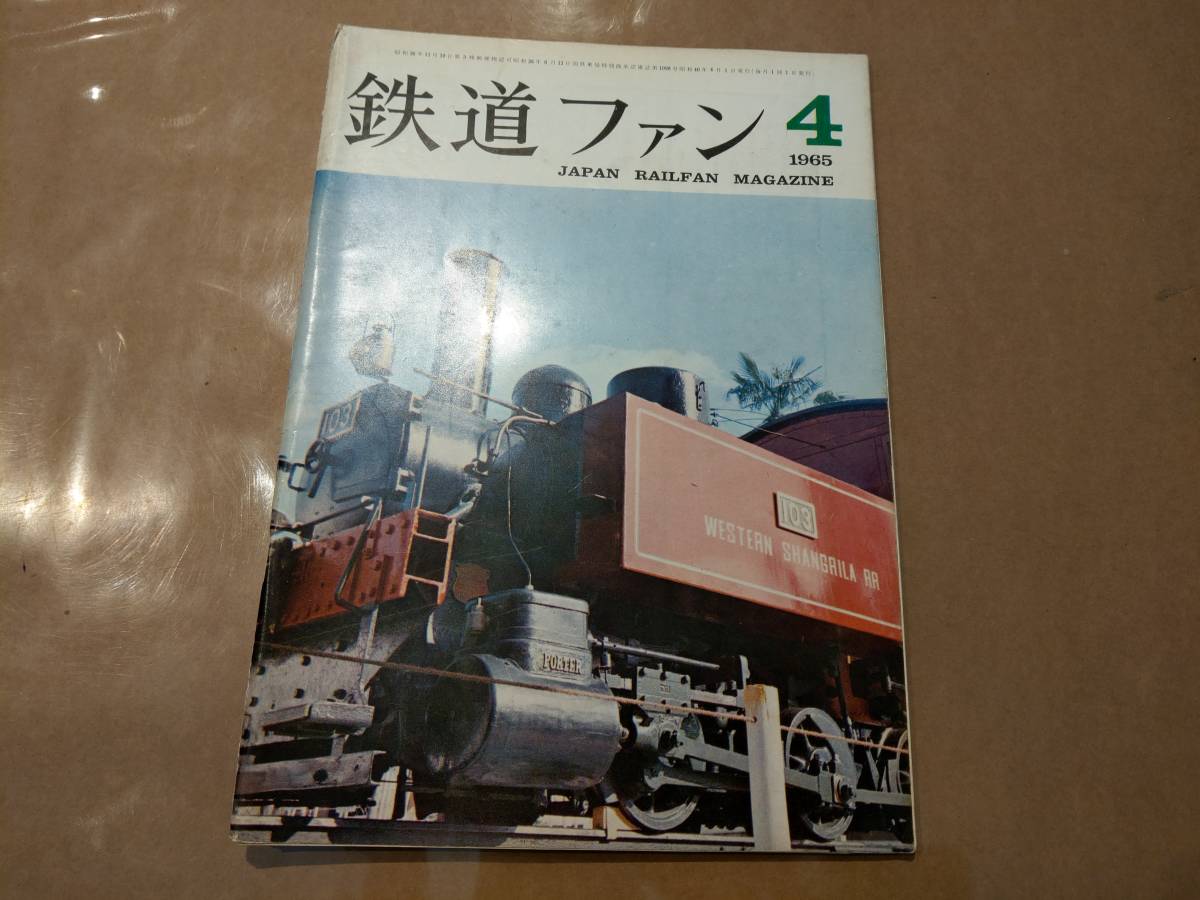 鉄道ファン 4
1965
JAPAN RAILFAN MAGAZINE
103
103
WESTERN SHANGRILA RR
PORTER